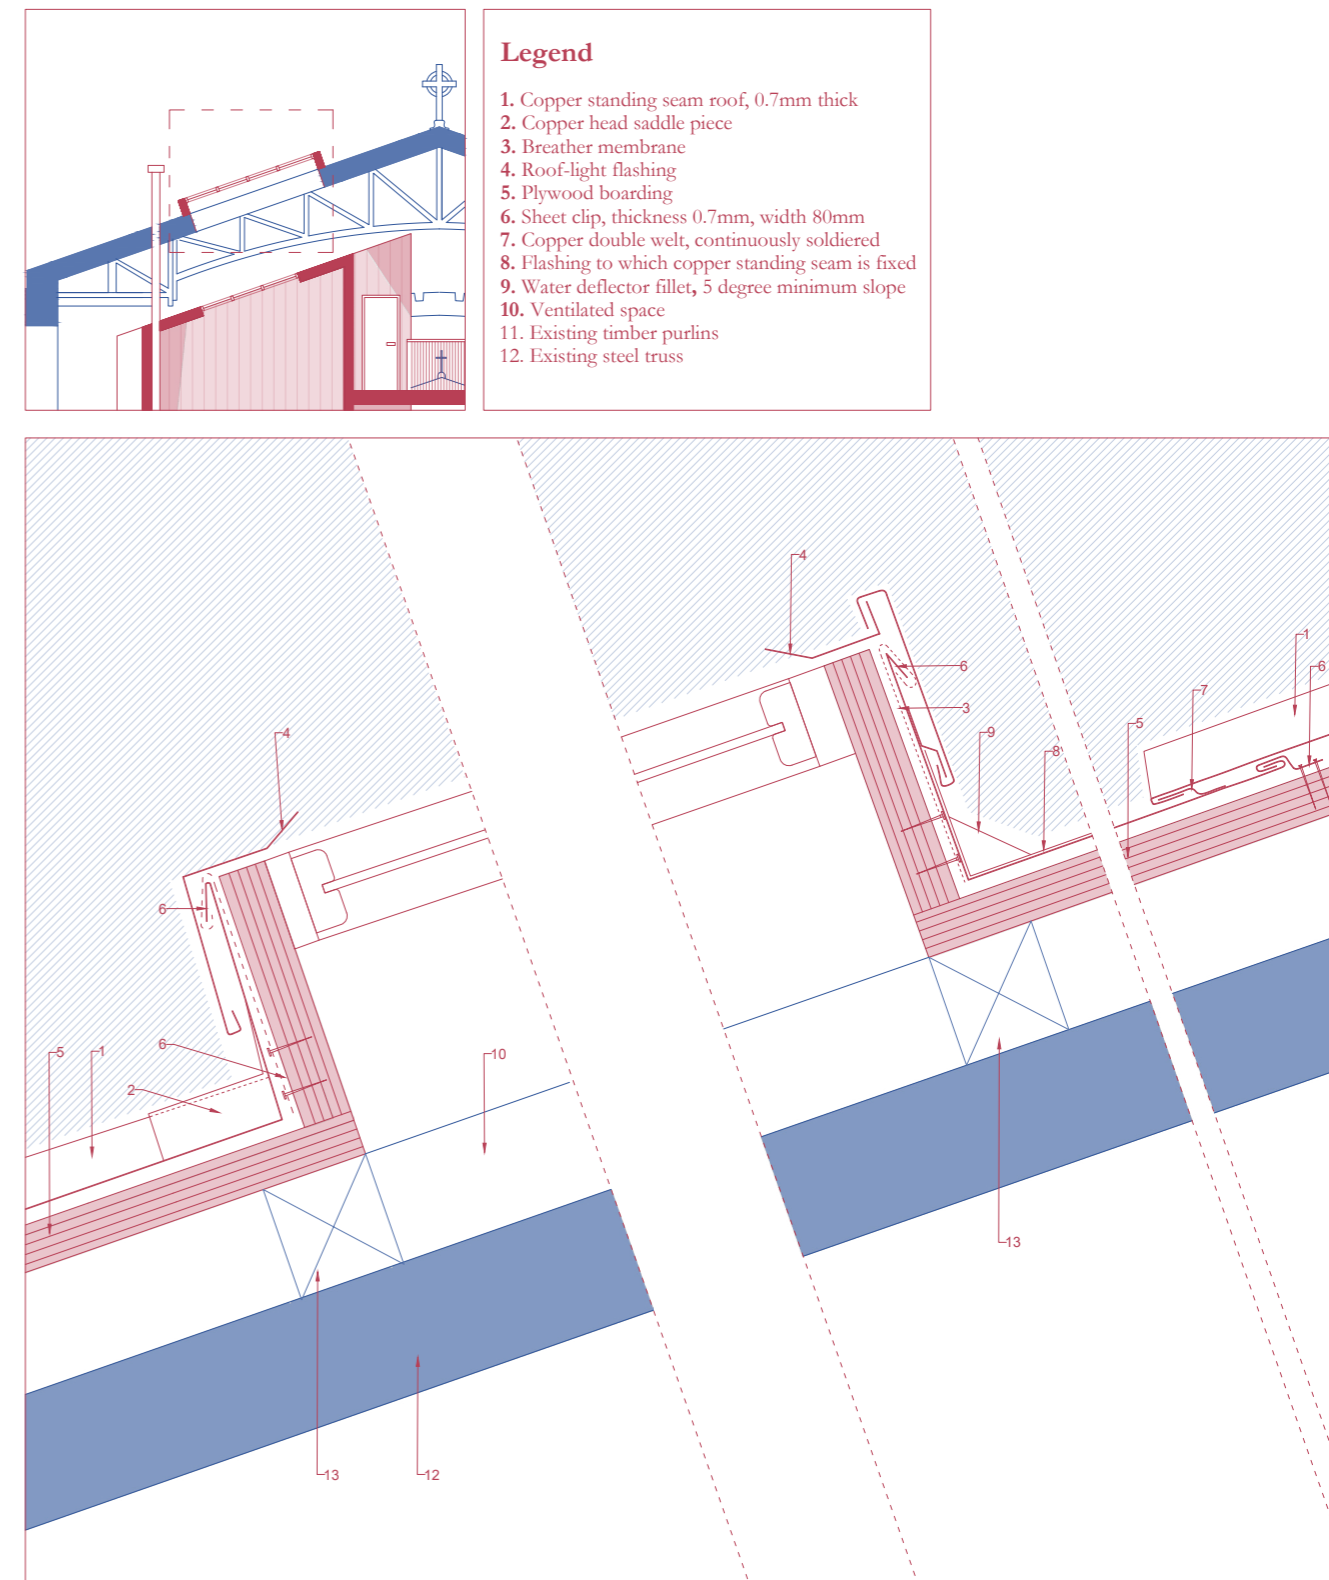 Legend
1. Copper standing seam roof, 0.7mm thick
2. Copper head saddle piece
3. Breather membrane
4. Roof-light flashing
5. Plywood boarding
6. Sheet clip, thickness 0.7mm, width 80mm
7. Copper double welt, continuously soldiered
8. Flashing to which copper standing seam is fixed
9. Water deflector fillet, 5 degree minimum slope
10. Ventilated space
11. Existing timber purlins
12. Existing steel truss
4
1
6
6
7
3
5
4
9
8
6
5
1
6
10
2
13
13
12